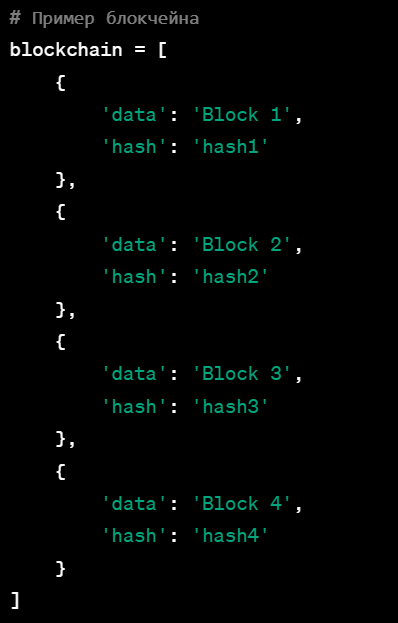 # Пример блокчейна
blockchain = [
    {
        'data': 'Block 1',
        'hash': 'hash1'
    },
    {
        'data': 'Block 2',
        'hash': 'hash2'
    },
    {
        'data': 'Block 3',
        'hash': 'hash3'
    },
    {
        'data': 'Block 4',
        'hash': 'hash4'
    }
]